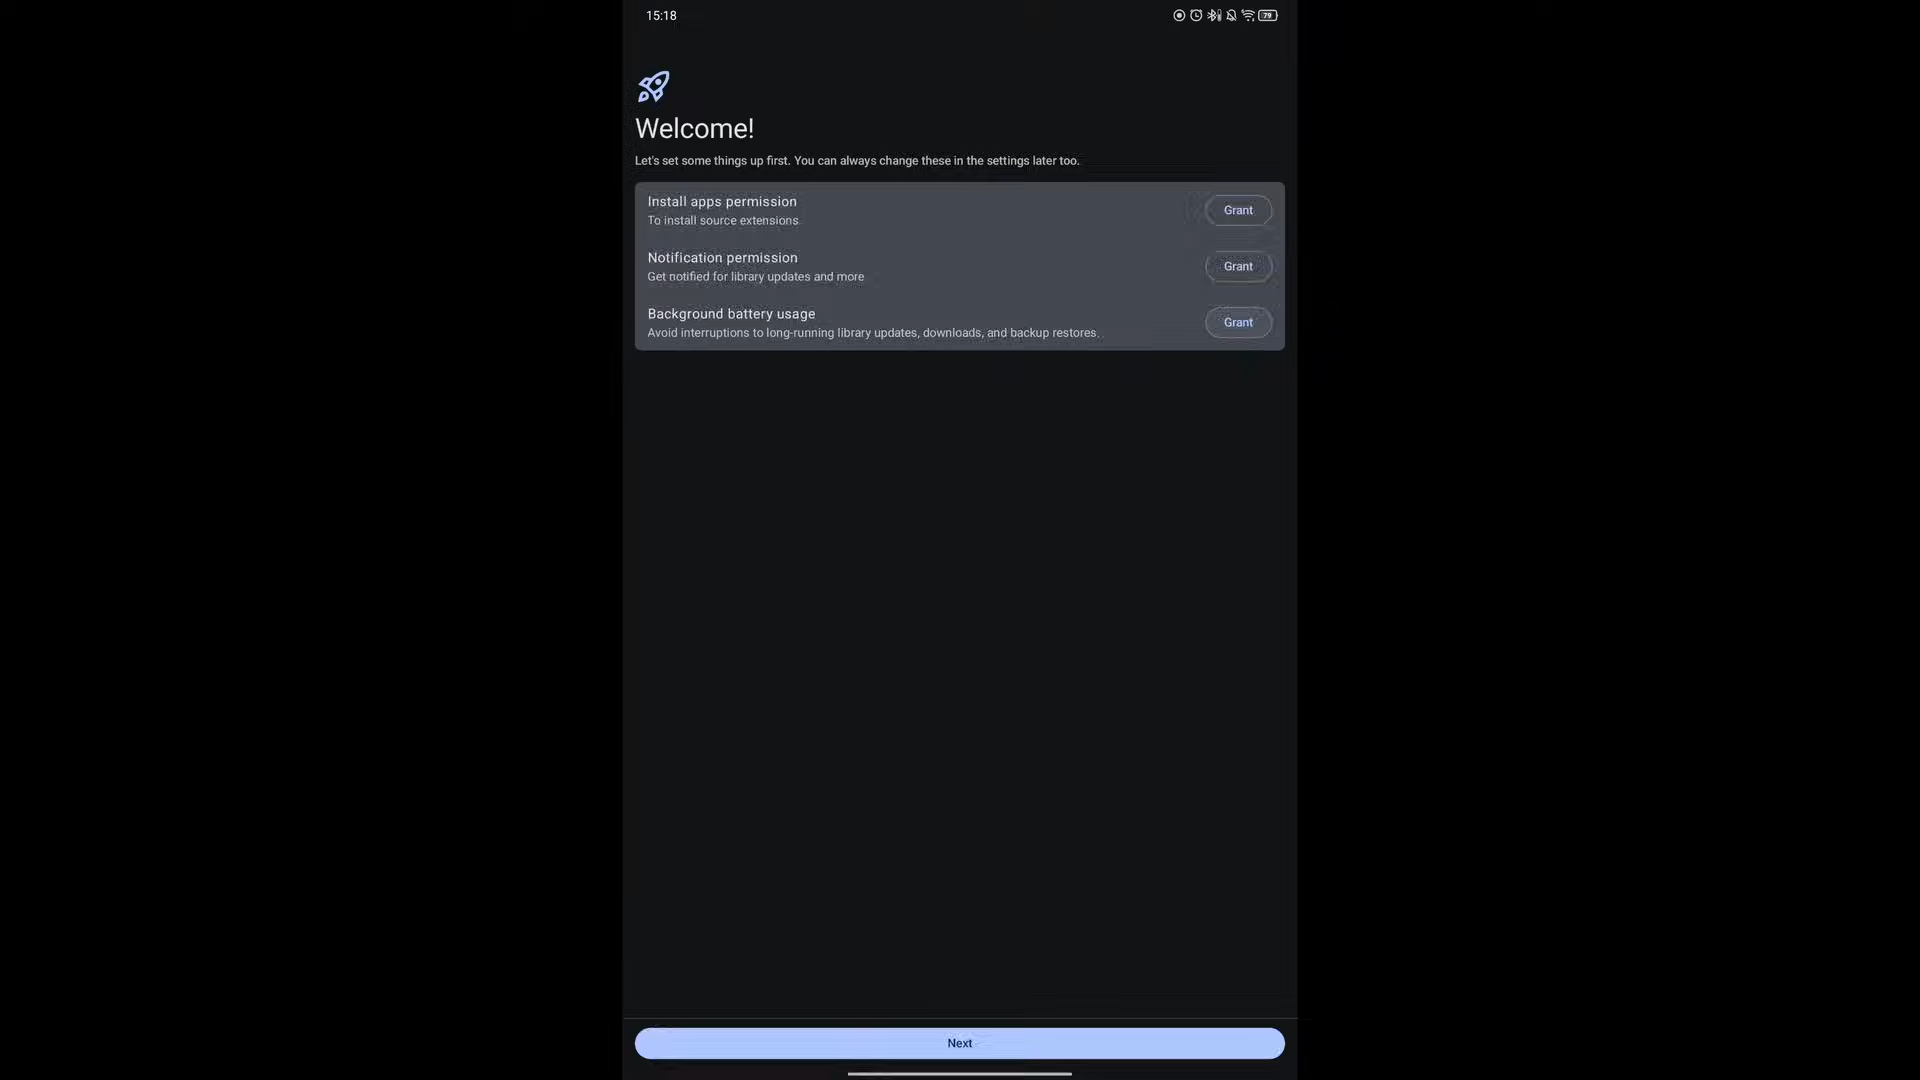 15:18
79
Welcome!
Let's set some things up first. You can always change these in the settings later too.
Install apps permission
To install source extensions.
Grant
Notification permission
Get notified for library updates and more.
Grant
Background battery usage
Avoid interruptions to long-running library updates, downloads, and backup restores.
Grant
Next